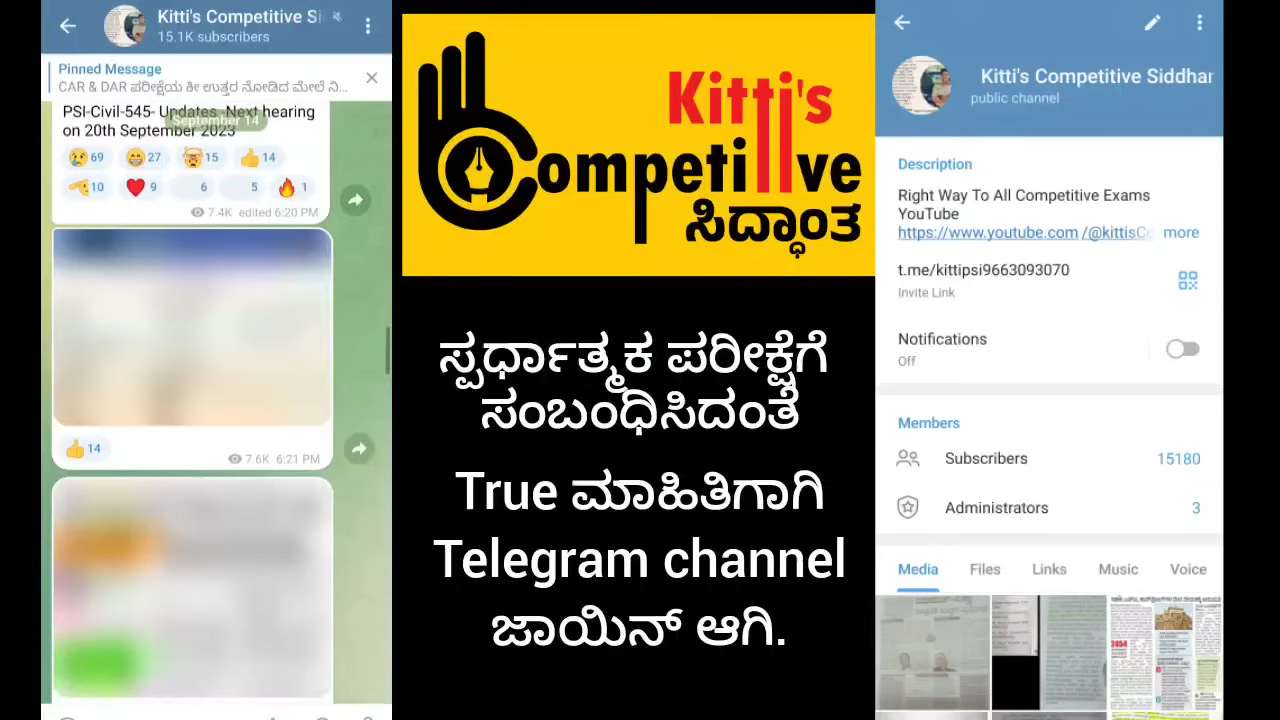 Kitti's Competitive Si
15.1K subscribers
Pinned Message
CAR & DAR ಪರೀಕ್ಷೆಯ ಕೀ ಉತ್ತರ ನೋಡಿದ ಮೇಲೆ ನಿ...
PSI-Civil-545- Updates -Next hearing
September 14
on 20th September 2023
69 27 15 14
10 9 6 5 1
7.4K edited 6:20 PM
14
7.6K 6:21 PM
Kitti's
Competitive
ಸಿದ್ಧಾಂತ
ಸ್ಪರ್ಧಾತ್ಮಕ ಪರೀಕ್ಷೆಗೆ
ಸಂಬಂಧಿಸಿದಂತೆ
True ಮಾಹಿತಿಗಾಗಿ
Telegram channel
ಜಾಯಿನ್ ಆಗಿ.
Kitti's Competitive Siddhar
public channel
Description
Right Way To All Competitive Exams
YouTube
https://www.youtube.com /@kittisCo more
t.me/kittipsi9663093070
Invite Link
Notifications
Off
Members
Subscribers 15180
Administrators 3
Media Files Links Music Voice
2454